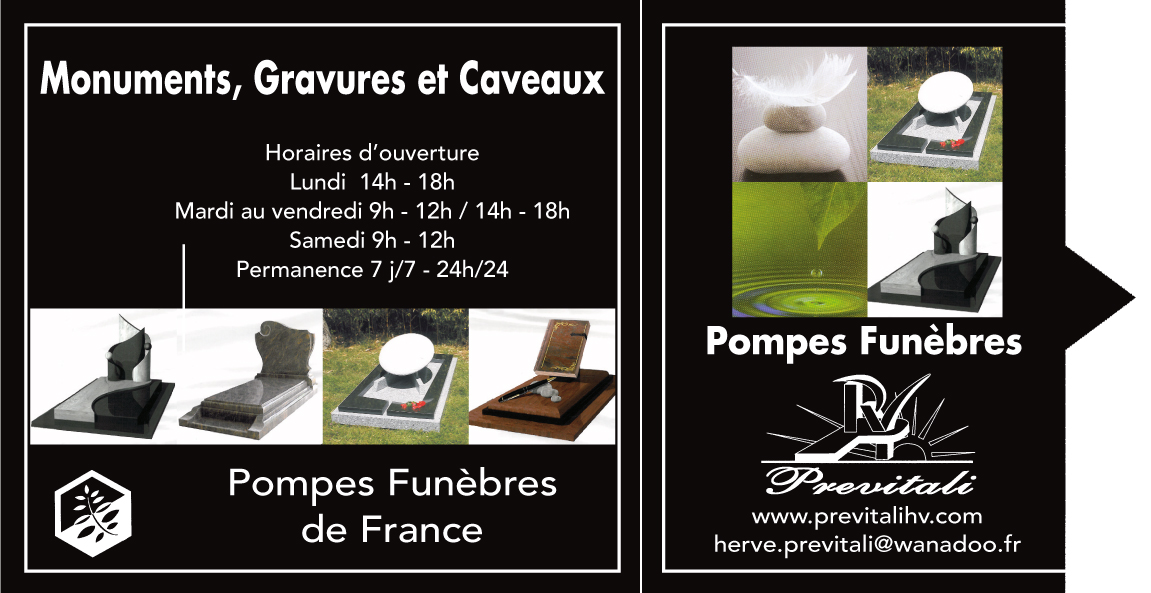 Monuments, Gravures et Caveaux
Horaires d'ouverture
Lundi 14h - 18h
Mardi au vendredi 9h - 12h / 14h - 18h
Samedi 9h - 12h
Permanence 7 j/7 - 24h/24
Pompes Funèbres
de France
Pompes Funèbres
PV
Previtali
www.previtalihv.com
herve.previtali@wanadoo.fr